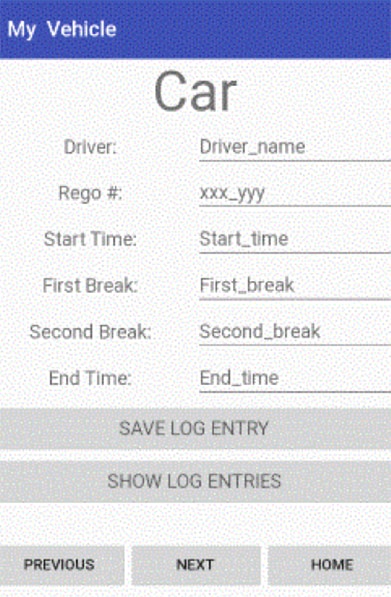 My Vehicle
Car
Driver: Driver_name
Rego #: xxx_yyy
Start Time: Start_time
First Break: First_break
Second Break: Second_break
End Time: End_time
SAVE LOG ENTRY
SHOW LOG ENTRIES
PREVIOUS NEXT HOME